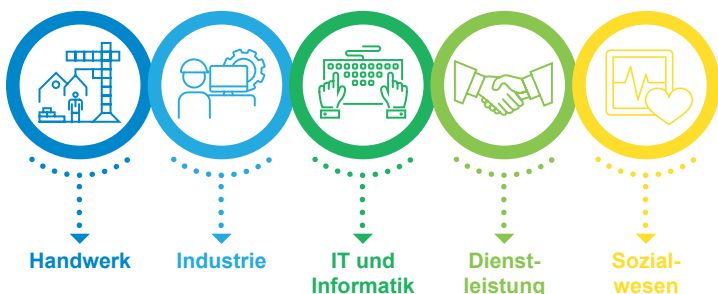 Handwerk
Industrie
IT und
Informatik
Dienst-
leistung
Sozial-
wesen